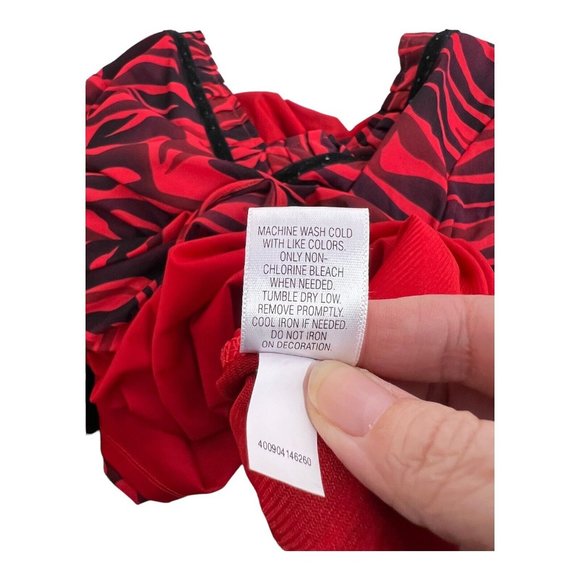 MACHINE WASH COLD
WITH LIKE COLORS.
ONLY NON-
CHLORINE BLEACH
WHEN NEEDED.
TUMBLE DRY LOW.
REMOVE PROMPTLY.
COOL IRON IF NEEDED.
DO NOT IRON
ON DECORATION.
400904146260